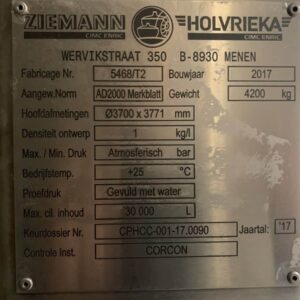 ZIEMANN HOLVRIEKA
CIMC ENRIC CIMC ENRIC
WERVIKSTRAAT 350 B-8930 MENEN
Fabricage Nr. 5468/T2 Bouwjaar 2017
Aangew.Norm AD2000 Merkblatt Gewicht 4200 kg
Hoofdafmetingen Ø3700 x 3771 mm
Densiteit ontwerp 1 kg/l
Max. / Min. Druk Atmosferisch bar
Bedrijfstemp. +25 °C
Proefdruk Gevuld met water
Max. cil. inhoud 30 000 L
Keurdossier Nr. CPHCC-001-17.0090 Jaartal: '17
Controle Inst. CORCON